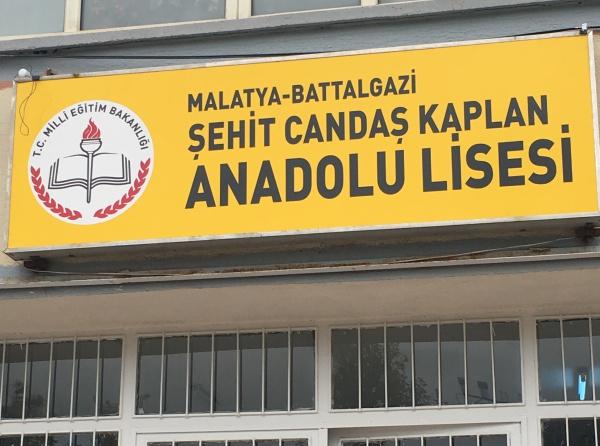 T.C. MİLLİ EĞİTİM BAKANLIĞI
MALATYA-BATTALGAZİ
ŞEHİT CANDAŞ KAPLAN
ANADOLU LİSESİ